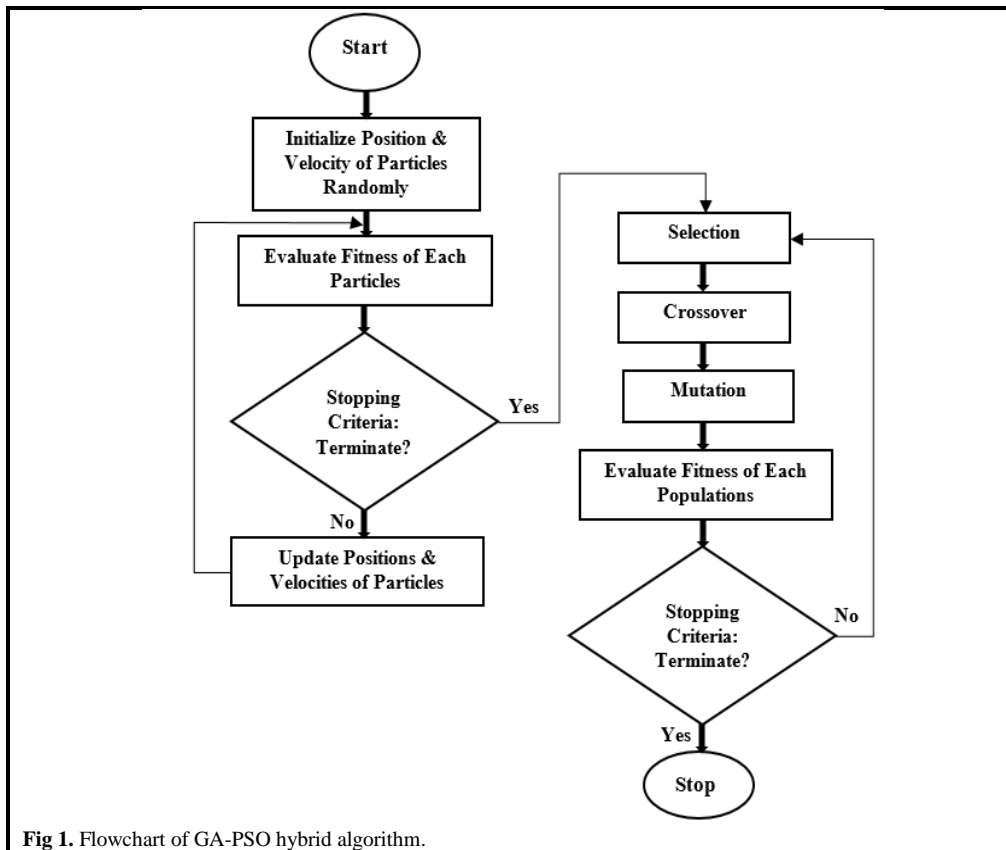 Start
Initialize Position &
Velocity of Particles
Randomly
Evaluate Fitness of Each
Particles
Stopping
Criteria:
Terminate?
Yes
No
Update Positions &
Velocities of Particles
Selection
Crossover
Mutation
Evaluate Fitness of Each
Populations
Stopping
Criteria:
Terminate?
No
Yes
Stop
Fig 1. Flowchart of GA-PSO hybrid algorithm.